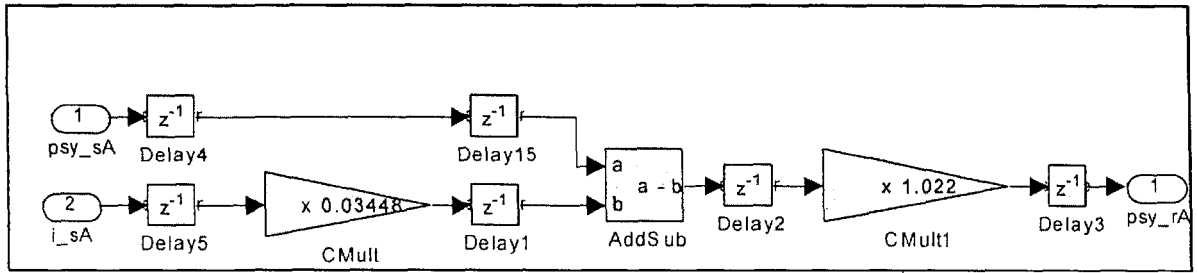 1
psy_sA
z⁻¹
Delay4
z⁻¹
Delay15
2
i_sA
z⁻¹
Delay5
x 0.03448
CMult
z⁻¹
Delay1
a
b
a - b
AddSub
z⁻¹
Delay2
x 1.022
CMult1
z⁻¹
Delay3
1
psy_rA